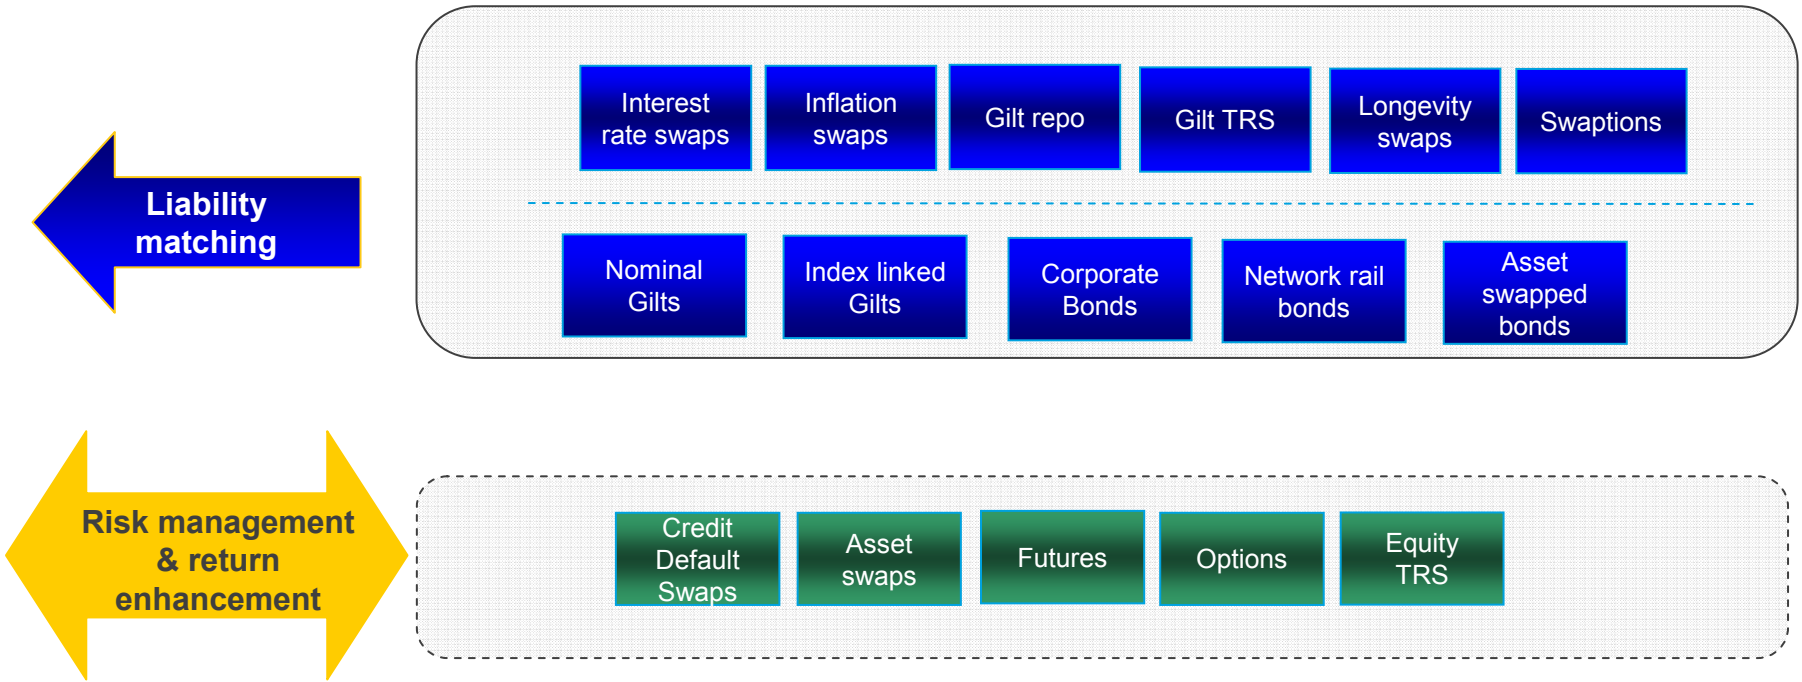 Interest
rate swaps
Inflation
swaps
Gilt repo
Gilt TRS
Longevity
swaps
Swaptions
Liability
matching
Nominal
Gilts
Index linked
Gilts
Corporate
Bonds
Network rail
bonds
Asset
swapped
bonds
Risk management
& return
enhancement
Credit
Default
Swaps
Asset
swaps
Futures
Options
Equity
TRS